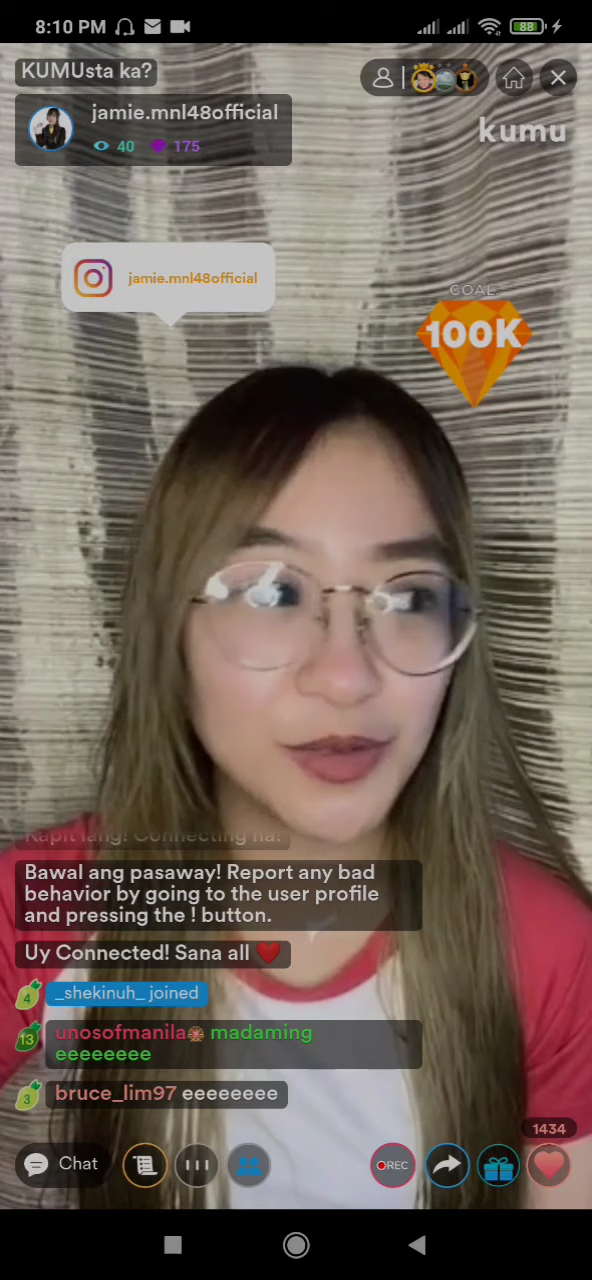 8:10 PM
88
KUMUsta ka?
jamie.mnl48official
40 175
kumu
jamie.mnl48official
GOAL:
100K
Kapit lang! Connecting na!
Bawal ang pasaway! Report any bad
behavior by going to the user profile
and pressing the ! button.
Uy Connected! Sana all ❤️
4 _shekinuh_ joined
13 unosofmanila madaming
eeeeeeee
3 bruce_lim97 eeeeeeee
1434
Chat
REC